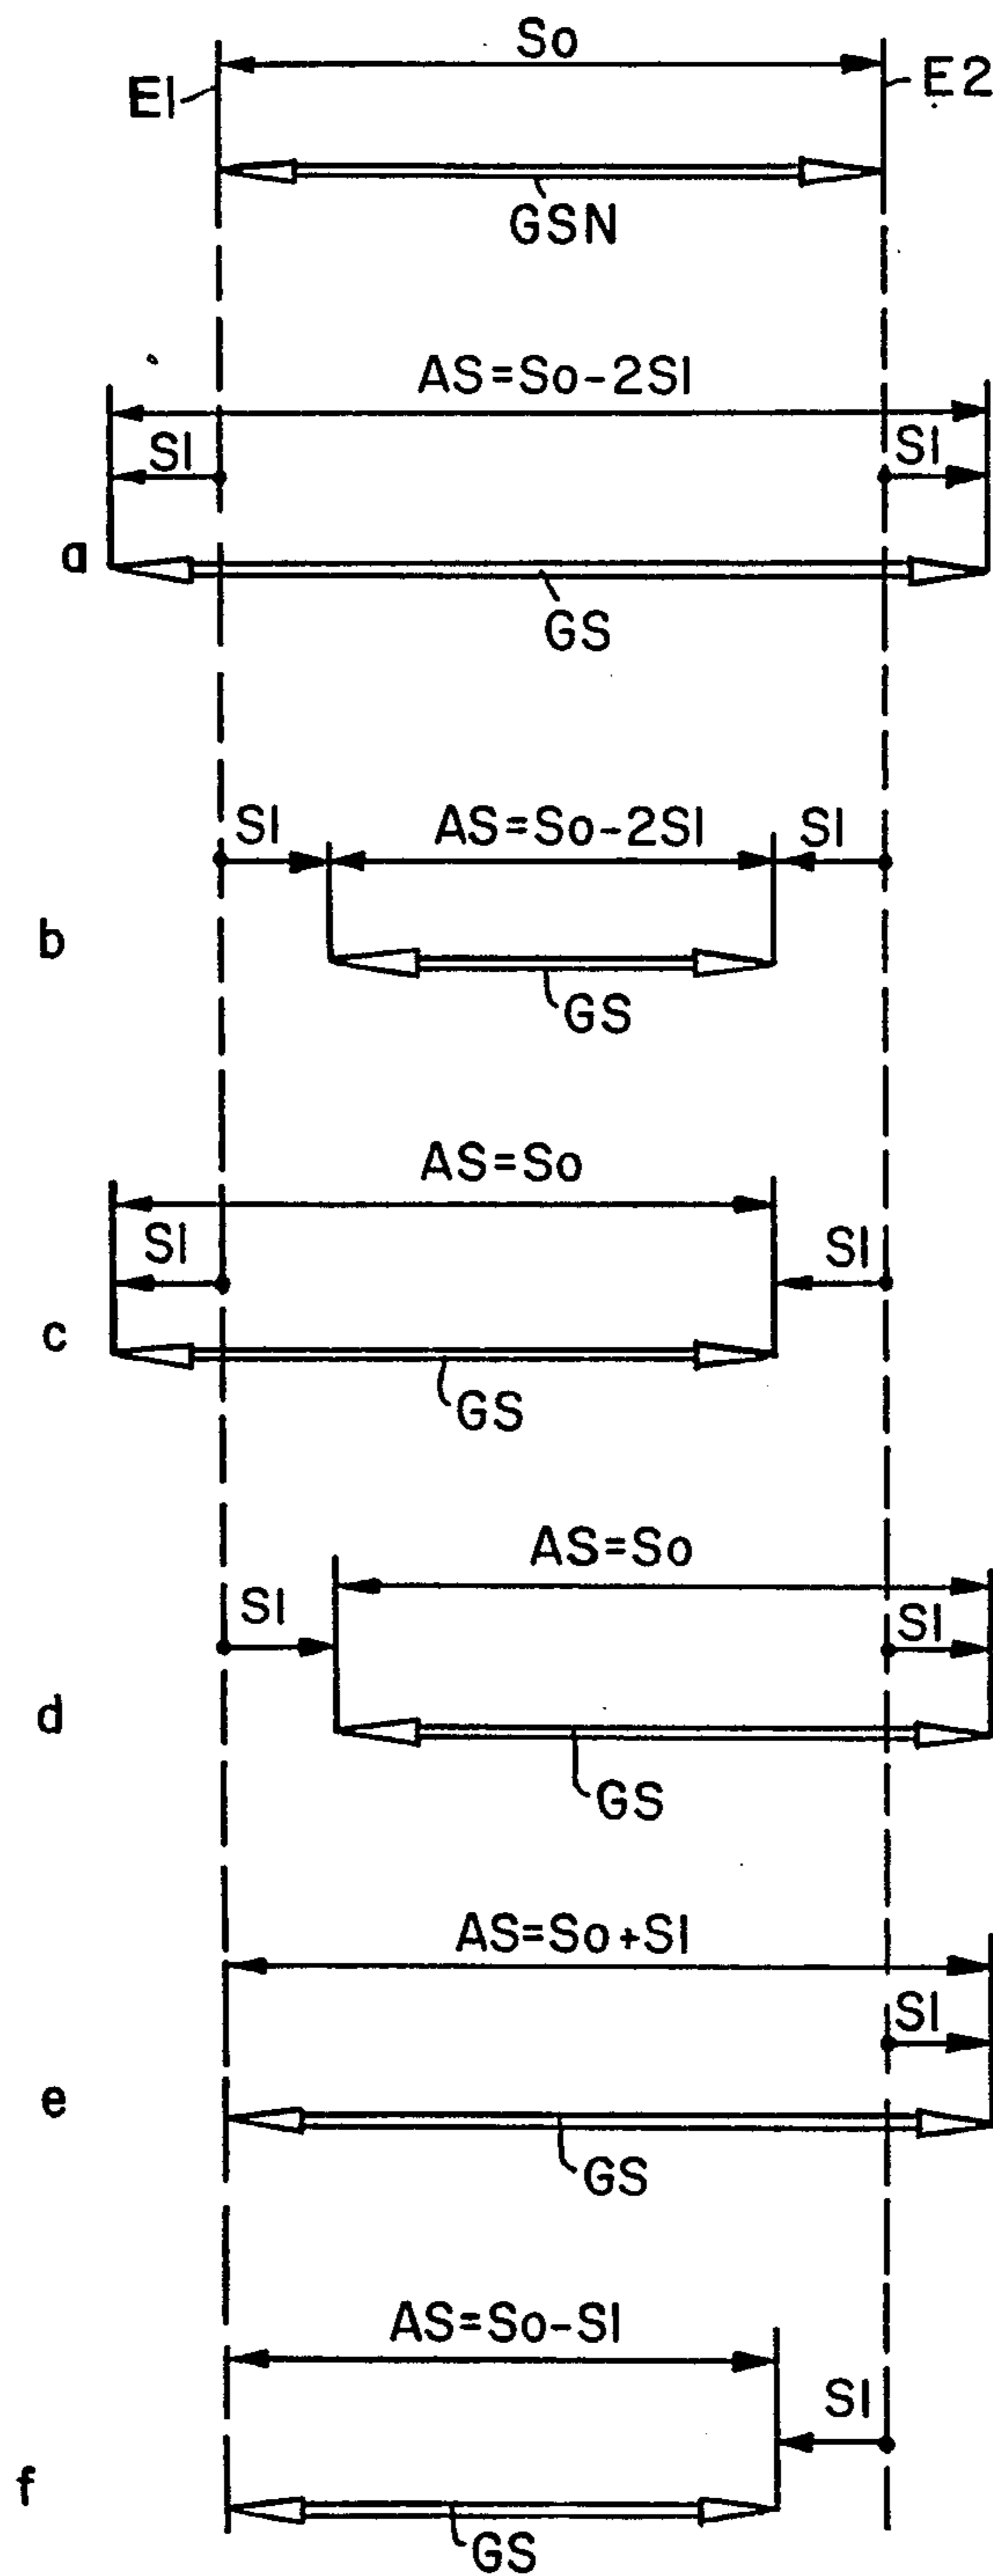 So
E1
E2
GSN
AS=So-2S1
S1
S1
a
GS
S1
AS=So-2S1
S1
b
GS
AS=So
S1
S1
c
GS
AS=So
S1
S1
d
GS
AS=So+S1
S1
e
GS
AS=So-S1
S1
f
GS